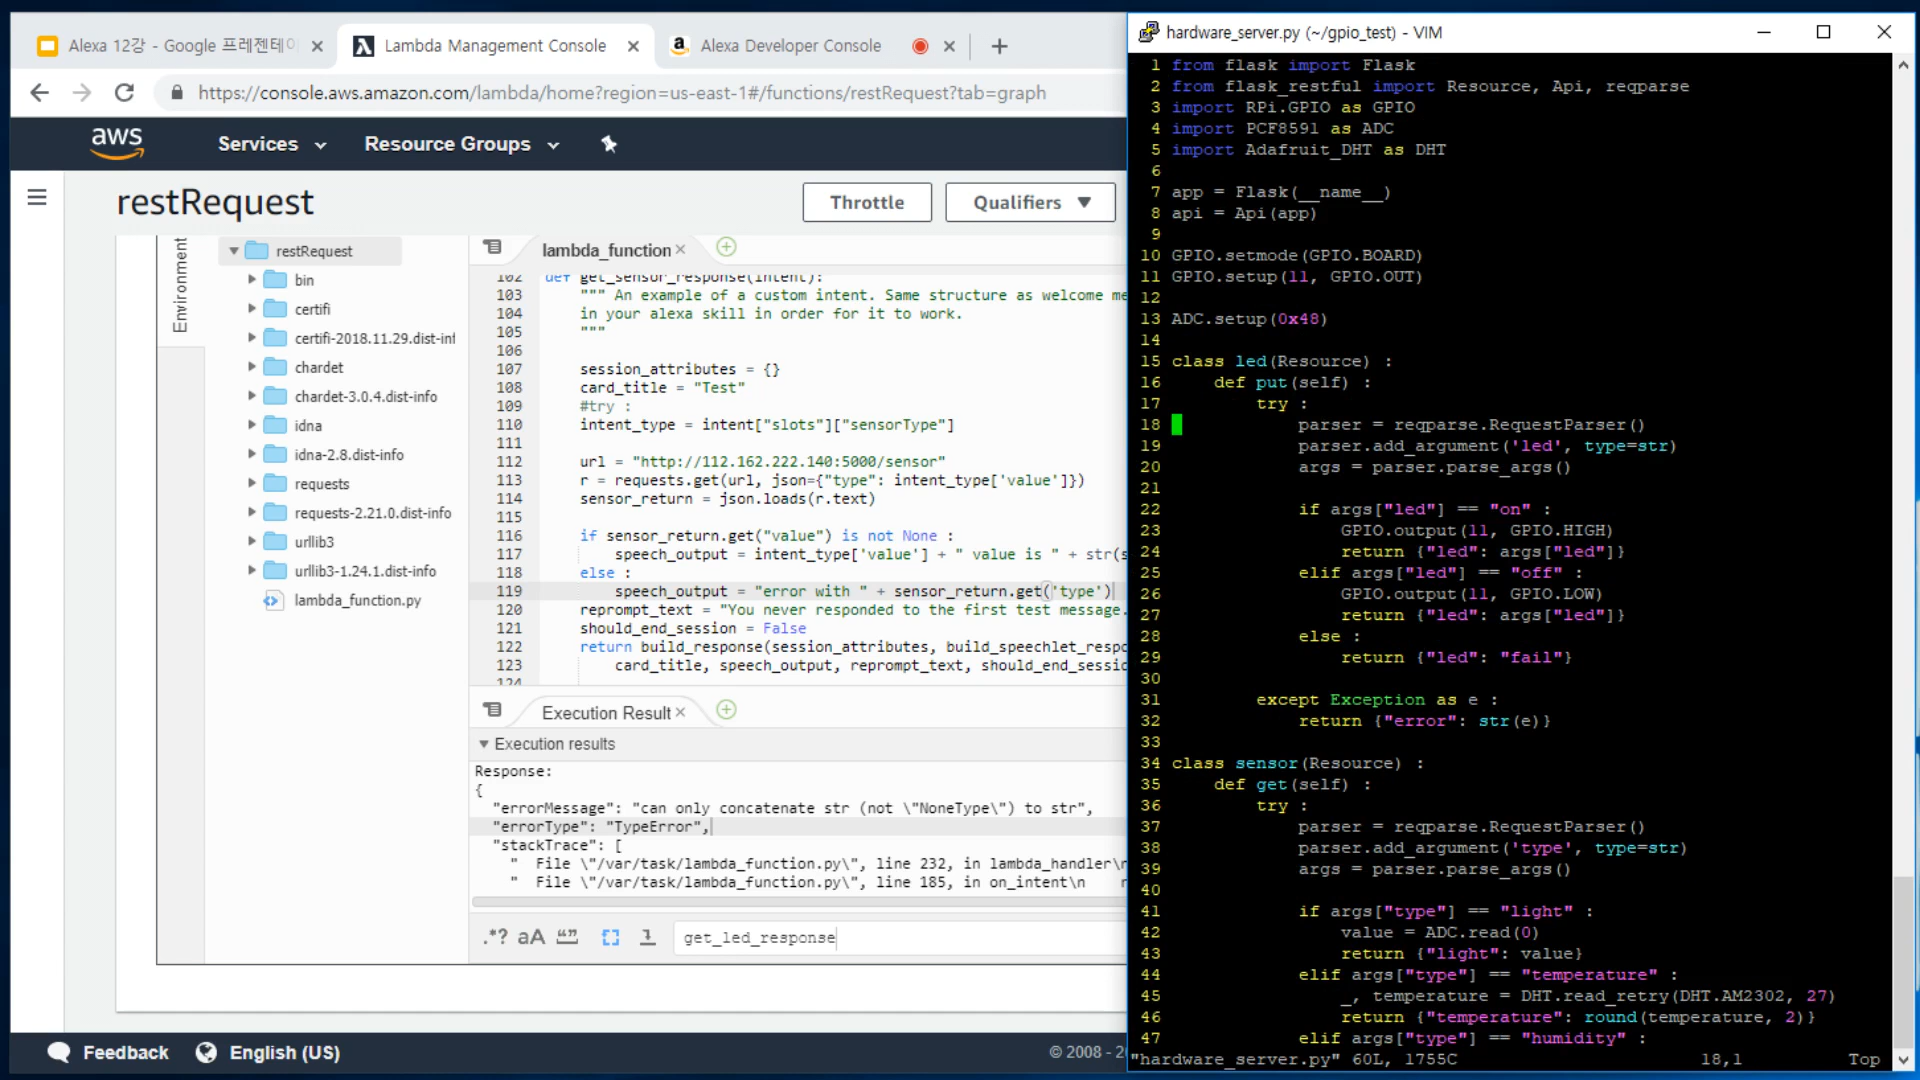 Alexa 12강 - Google 프레젠테이
Lambda Management Console
Alexa Developer Console
https://console.aws.amazon.com/lambda/home?region=us-east-1#/functions/restRequest?tab=graph
aws
Services
Resource Groups
restRequest
Throttle
Qualifiers
Environment
restRequest
bin
certifi
certifi-2018.11.29.dist-inf
chardet
chardet-3.0.4.dist-info
idna
idna-2.8.dist-info
requests
requests-2.21.0.dist-info
urllib3
urllib3-1.24.1.dist-info
lambda_function.py
lambda_function
102 def get_sensor_response(intent):
103 """ An example of a custom intent. Same structure as welcome me
104 in your alexa skill in order for it to work.
105 """
106
107 session_attributes = {}
108 card_title = "Test"
109 #try :
110 intent_type = intent["slots"]["sensorType"]
111
112 url = "http://112.162.222.140:5000/sensor"
113 r = requests.get(url, json={"type": intent_type['value']})
114 sensor_return = json.loads(r.text)
115
116 if sensor_return.get("value") is not None :
117 speech_output = intent_type['value'] + " value is " + str(s
118 else :
119 speech_output = "error with " + sensor_return.get('type')
120 reprompt_text = "You never responded to the first test message.
121 should_end_session = False
122 return build_response(session_attributes, build_speechlet_respo
123 card_title, speech_output, reprompt_text, should_end_sessio
124
Execution Result
Execution results
Response:
{
"errorMessage": "can only concatenate str (not \"NoneType\") to str",
"errorType": "TypeError",
"stackTrace": [
" File \"/var/task/lambda_function.py\", line 232, in lambda_handler\n
" File \"/var/task/lambda_function.py\", line 185, in on_intent\n r
.*? aA
get_led_response
Feedback
English (US)
© 2008 - 2
hardware_server.py (~/gpio_test) - VIM
1 from flask import Flask
2 from flask_restful import Resource, Api, reqparse
3 import RPi.GPIO as GPIO
4 import PCF8591 as ADC
5 import Adafruit_DHT as DHT
6
7 app = Flask(__name__)
8 api = Api(app)
9
10 GPIO.setmode(GPIO.BOARD)
11 GPIO.setup(11, GPIO.OUT)
12
13 ADC.setup(0x48)
14
15 class led(Resource) :
16 def put(self) :
17 try :
18 parser = reqparse.RequestParser()
19 parser.add_argument('led', type=str)
20 args = parser.parse_args()
21
22 if args["led"] == "on" :
23 GPIO.output(11, GPIO.HIGH)
24 return {"led": args["led"]}
25 elif args["led"] == "off" :
26 GPIO.output(11, GPIO.LOW)
27 return {"led": args["led"]}
28 else :
29 return {"led": "fail"}
30
31 except Exception as e :
32 return {"error": str(e)}
33
34 class sensor(Resource) :
35 def get(self) :
36 try :
37 parser = reqparse.RequestParser()
38 parser.add_argument('type', type=str)
39 args = parser.parse_args()
40
41 if args["type"] == "light" :
42 value = ADC.read(0)
43 return {"light": value}
44 elif args["type"] == "temperature" :
45 _, temperature = DHT.read_retry(DHT.AM2302, 27)
46 return {"temperature": round(temperature, 2)}
47 elif args["type"] == "humidity" :
"hardware_server.py" 60L, 1755C 18,1 Top